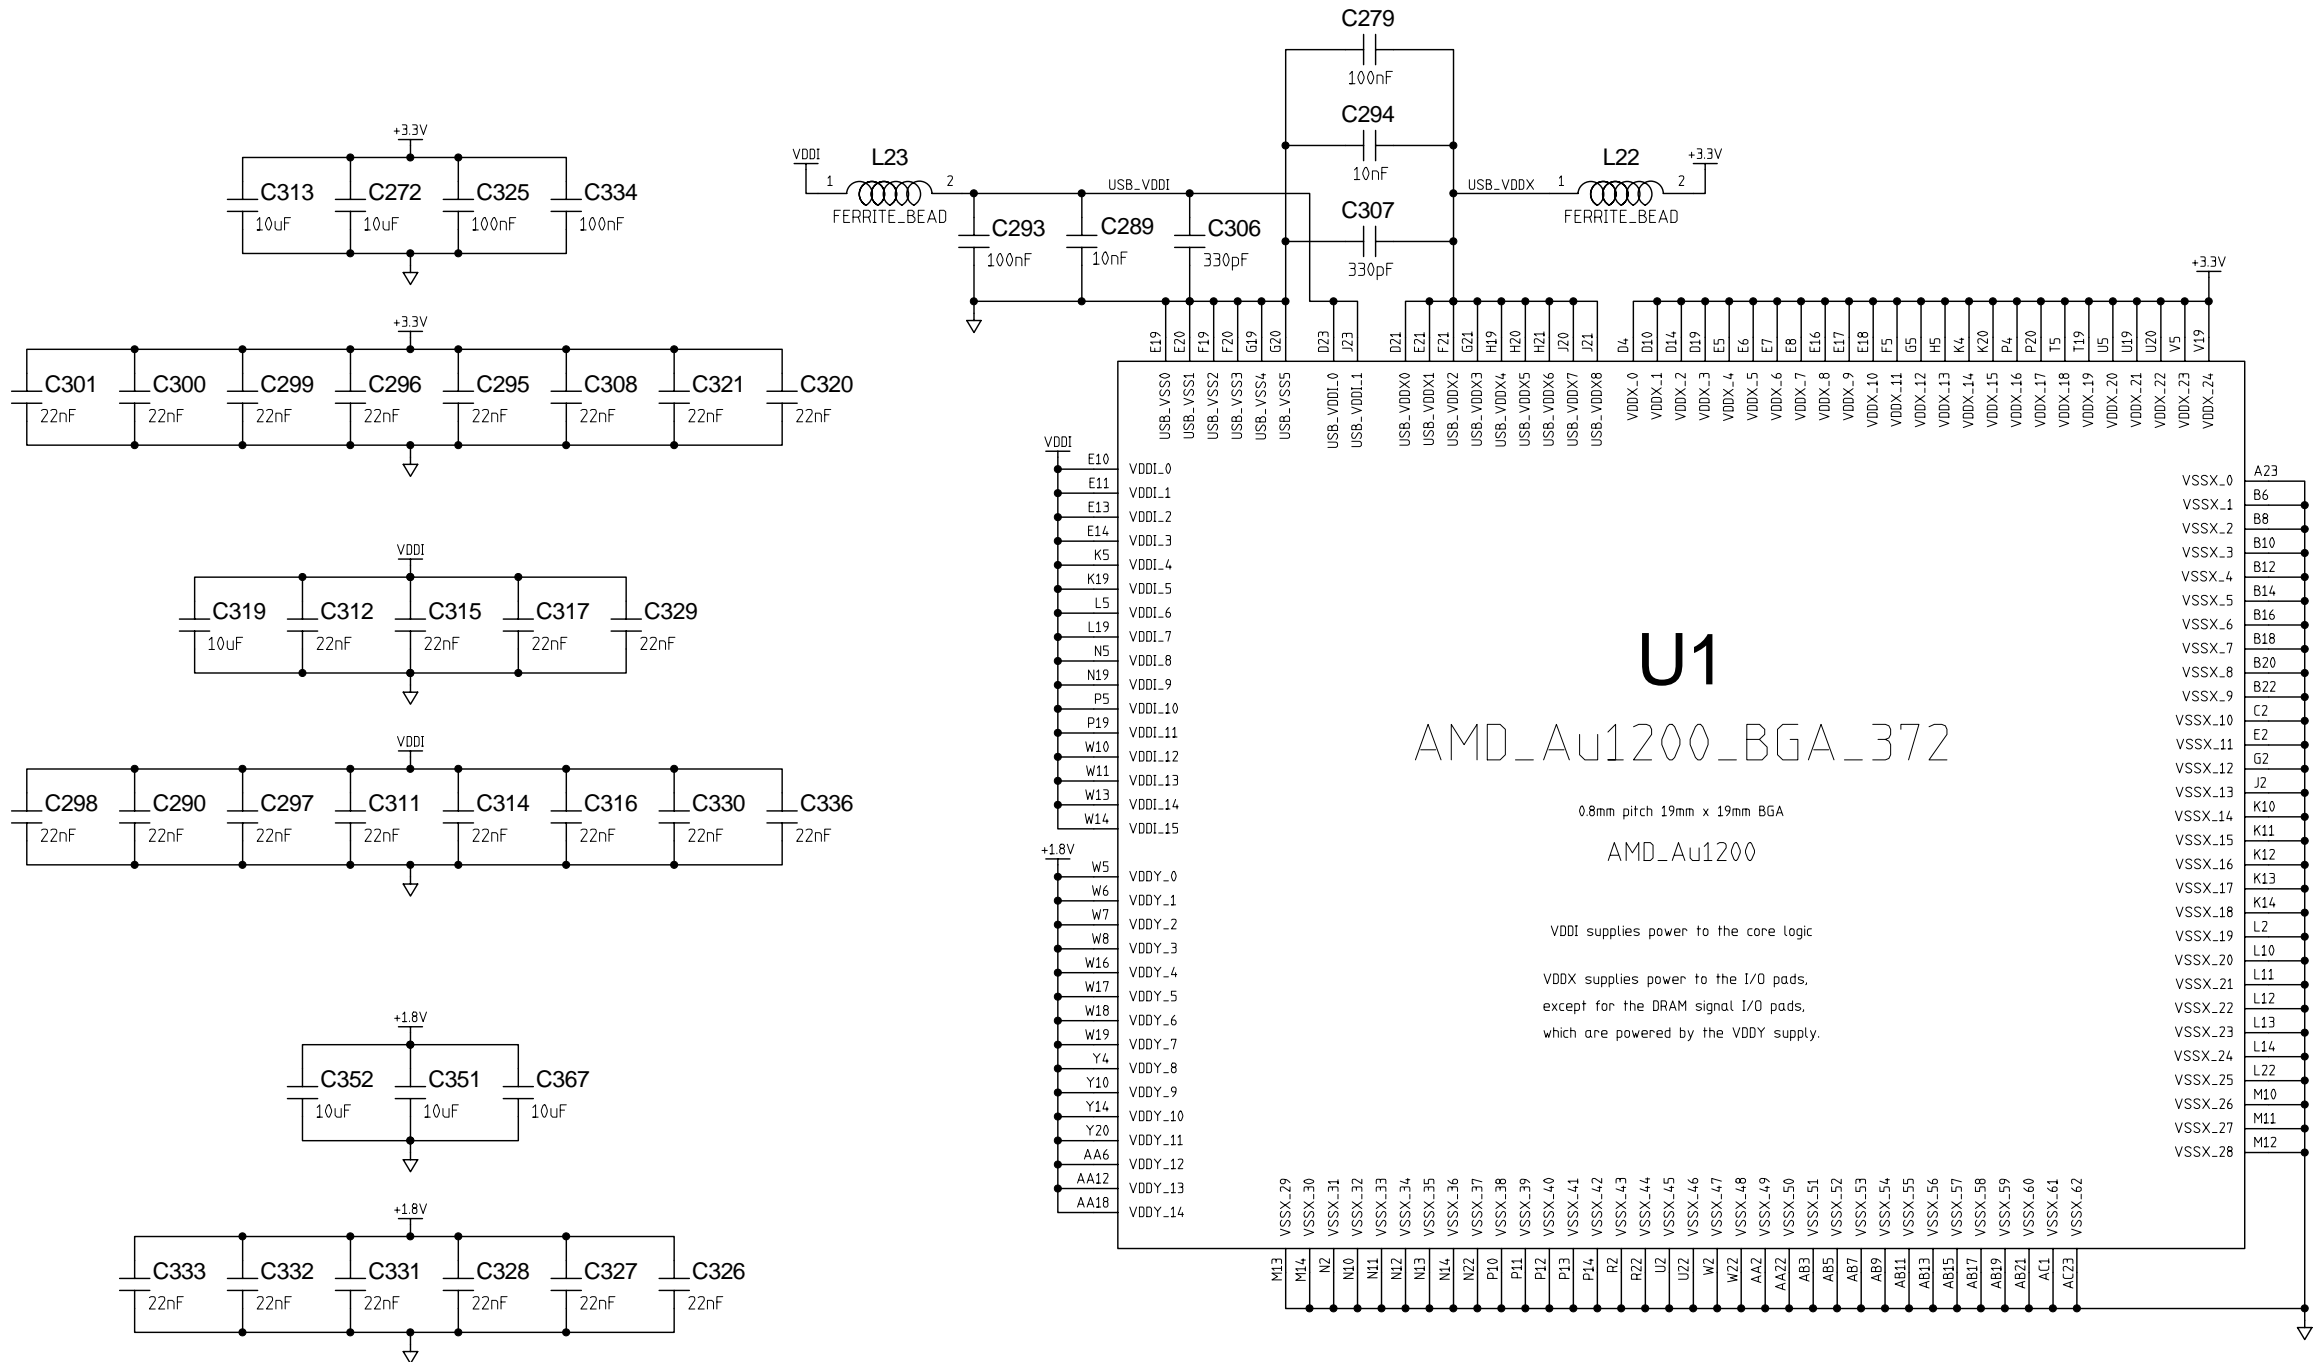 C279
100nF
C294
10nF
C307
330pF
+3.3V
C313 C272 C325 C334
10uF 10uF 100nF 100nF
VDDI
1 L23 2
FERRITE_BEAD
USB_VDDI
C293 C289 C306
100nF 10nF 330pF
USB_VDDX
1 L22 2
FERRITE_BEAD
+3.3V
+3.3V
C301 C300 C299 C296 C295 C308 C321 C320
22nF 22nF 22nF 22nF 22nF 22nF 22nF 22nF
VDDI
C319 C312 C315 C317 C329
10uF 22nF 22nF 22nF 22nF
VDDI
C298 C290 C297 C311 C314 C316 C330 C336
22nF 22nF 22nF 22nF 22nF 22nF 22nF 22nF
+1.8V
C352 C351 C367
10uF 10uF 10uF
+1.8V
C333 C332 C331 C328 C327 C326
22nF 22nF 22nF 22nF 22nF 22nF
+3.3V
E19 E20 F19 F20 G19 G20 D23 J23 D21 E21 F21 G21 H19 H20 H21 J20 J21 D4 D10 D14 D19 E5 E6 E7 E8 E16 E17 E18 F5 G5 H5 K4 K20 P4 P20 T5 T19 U5 U19 U20 V5 V19
USB_VSS0 USB_VSS1 USB_VSS2 USB_VSS3 USB_VSS4 USB_VSS5 USB_VDDI_0 USB_VDDI_1 USB_VDDX0 USB_VDDX1 USB_VDDX2 USB_VDDX3 USB_VDDX4 USB_VDDX5 USB_VDDX6 USB_VDDX7 USB_VDDX8 VDDX_0 VDDX_1 VDDX_2 VDDX_3 VDDX_4 VDDX_5 VDDX_6 VDDX_7 VDDX_8 VDDX_9 VDDX_10 VDDX_11 VDDX_12 VDDX_13 VDDX_14 VDDX_15 VDDX_16 VDDX_17 VDDX_18 VDDX_19 VDDX_20 VDDX_21 VDDX_22 VDDX_23 VDDX_24
VDDI
E10 VDDI_0
E11 VDDI_1
E13 VDDI_2
E14 VDDI_3
K5 VDDI_4
K19 VDDI_5
L5 VDDI_6
L19 VDDI_7
N5 VDDI_8
N19 VDDI_9
P5 VDDI_10
P19 VDDI_11
W10 VDDI_12
W11 VDDI_13
W13 VDDI_14
W14 VDDI_15
+1.8V
W5 VDDY_0
W6 VDDY_1
W7 VDDY_2
W8 VDDY_3
W16 VDDY_4
W17 VDDY_5
W18 VDDY_6
W19 VDDY_7
Y4 VDDY_8
Y10 VDDY_9
Y14 VDDY_10
Y20 VDDY_11
AA6 VDDY_12
AA12 VDDY_13
AA18 VDDY_14
U1
AMD_Au1200_BGA_372
0.8mm pitch 19mm x 19mm BGA
AMD_Au1200
VDDI supplies power to the core logic
VDDX supplies power to the I/O pads,
except for the DRAM signal I/O pads,
which are powered by the VDDY supply.
VSSX_0 A23
VSSX_1 B6
VSSX_2 B8
VSSX_3 B10
VSSX_4 B12
VSSX_5 B14
VSSX_6 B16
VSSX_7 B18
VSSX_8 B20
VSSX_9 B22
VSSX_10 C2
VSSX_11 E2
VSSX_12 G2
VSSX_13 J2
VSSX_14 K10
VSSX_15 K11
VSSX_16 K12
VSSX_17 K13
VSSX_18 K14
VSSX_19 L2
VSSX_20 L10
VSSX_21 L11
VSSX_22 L12
VSSX_23 L13
VSSX_24 L14
VSSX_25 L22
VSSX_26 M10
VSSX_27 M11
VSSX_28 M12
VSSX_29 VSSX_30 VSSX_31 VSSX_32 VSSX_33 VSSX_34 VSSX_35 VSSX_36 VSSX_37 VSSX_38 VSSX_39 VSSX_40 VSSX_41 VSSX_42 VSSX_43 VSSX_44 VSSX_45 VSSX_46 VSSX_47 VSSX_48 VSSX_49 VSSX_50 VSSX_51 VSSX_52 VSSX_53 VSSX_54 VSSX_55 VSSX_56 VSSX_57 VSSX_58 VSSX_59 VSSX_60 VSSX_61 VSSX_62
M13 M14 N2 N10 N11 N12 N13 N14 N22 P10 P11 P12 P13 P14 R2 R22 U2 U22 W2 W22 AA2 AA22 AB3 AB5 AB7 AB9 AB11 AB13 AB15 AB17 AB19 AB21 AC1 AC23